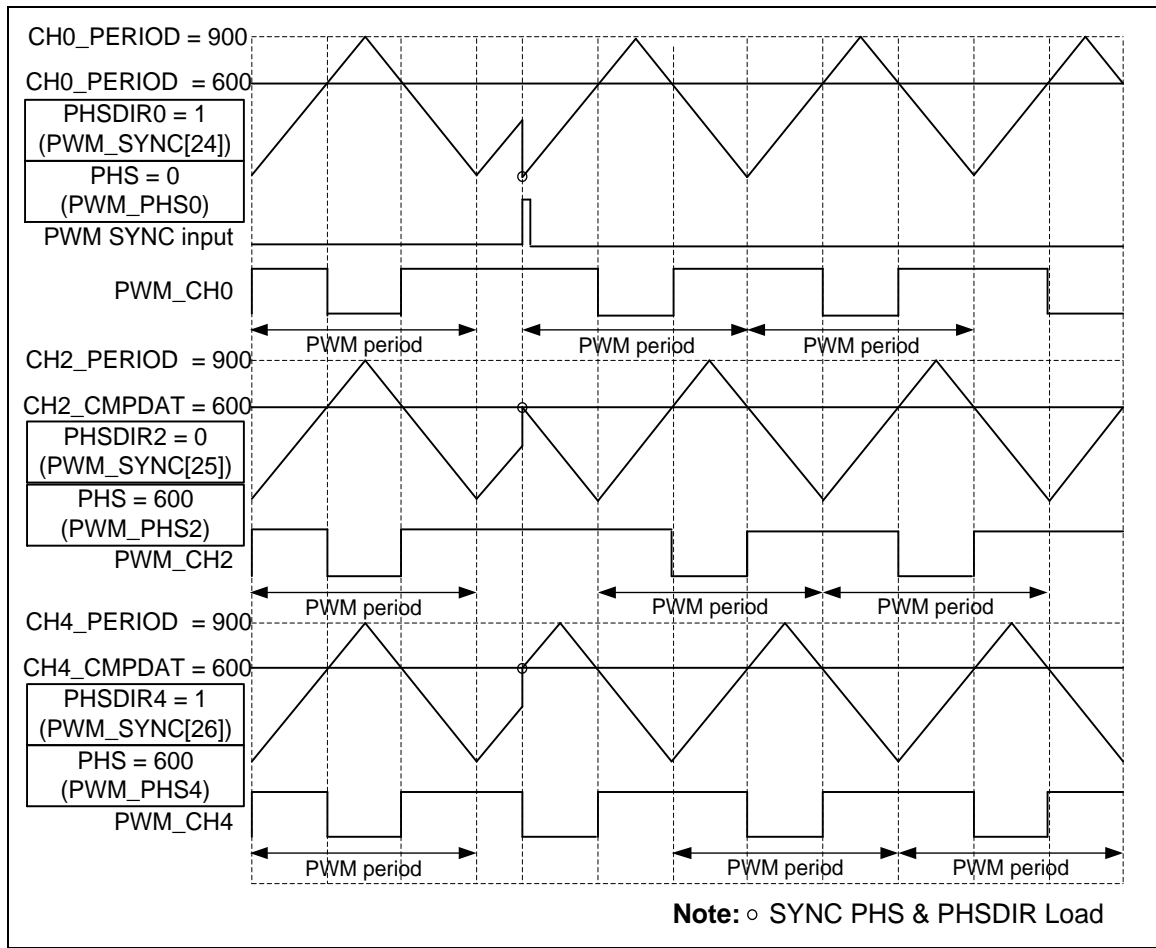 CH0_PERIOD = 900
CH0_PERIOD = 600
PHSDIR0 = 1
(PWM_SYNC[24])
PHS = 0
(PWM_PHS0)
PWM SYNC input
PWM_CH0
PWM period
PWM period
PWM period
CH2_PERIOD = 900
CH2_CMPDAT = 600
PHSDIR2 = 0
(PWM_SYNC[25])
PHS = 600
(PWM_PHS2)
PWM_CH2
PWM period
PWM period
PWM period
CH4_PERIOD = 900
CH4_CMPDAT = 600
PHSDIR4 = 1
(PWM_SYNC[26])
PHS = 600
(PWM_PHS4)
PWM_CH4
PWM period
PWM period
PWM period
Note: ○ SYNC PHS & PHSDIR Load